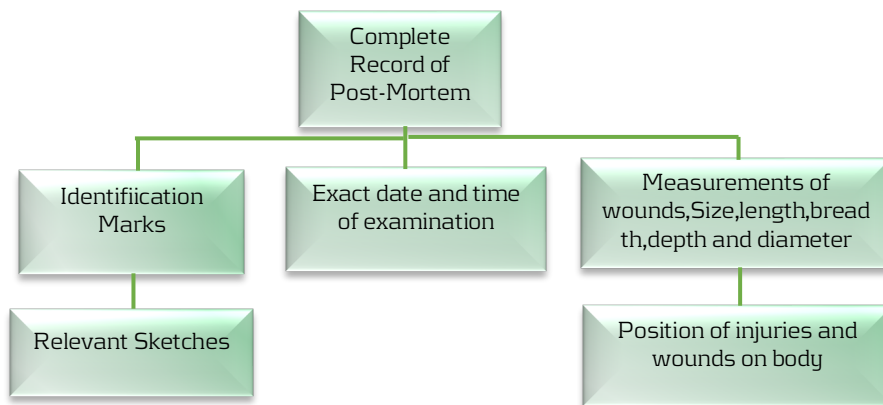 Complete
Record of
Post-Mortem
Identifiication
Marks
Exact date and time
of examination
Measurements of
wounds,Size,length,bread
th,depth and diameter
Relevant Sketches
Position of injuries and
wounds on body